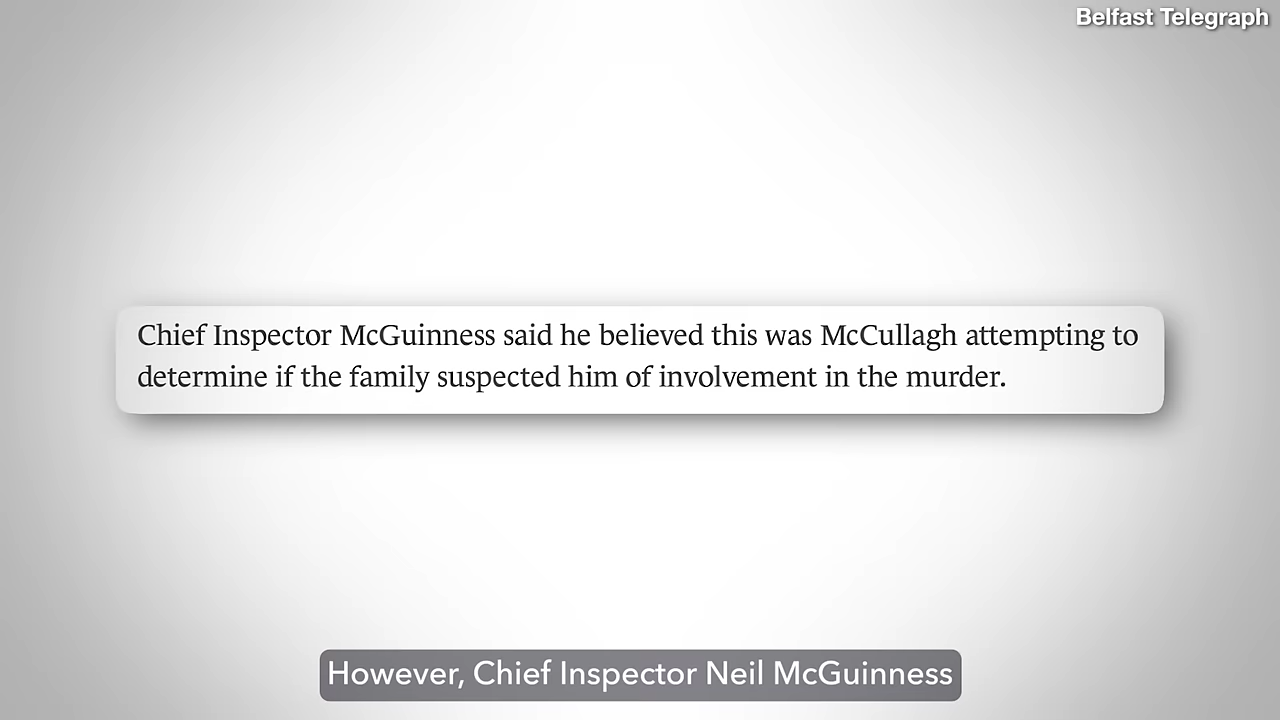 Belfast Telegraph
Chief Inspector McGuinness said he believed this was McCullagh attempting to
determine if the family suspected him of involvement in the murder.
However, Chief Inspector Neil McGuinness